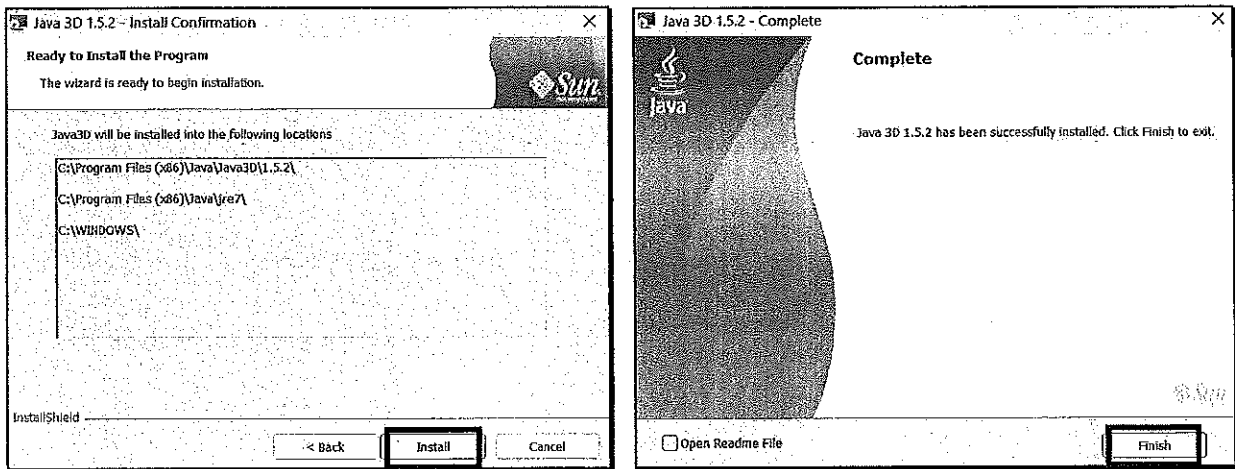 Java 3D 1.5.2 - Install Confirmation
Ready to Install the Program
The wizard is ready to begin installation.
Sun
Java3D will be installed into the following locations
C:\Program Files (x86)\Java\Java3D\1.5.2\
C:\Program Files (x86)\Java\jre7\
C:\WINDOWS\
InstallShield
< Back
Install
Cancel
Java 3D 1.5.2 - Complete
Java
Complete
Java 3D 1.5.2 has been successfully installed. Click Finish to exit.
Open Readme File
Finish